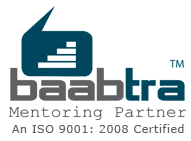 TM
baabtra
Mentoring Partner
An ISO 9001: 2008 Certified